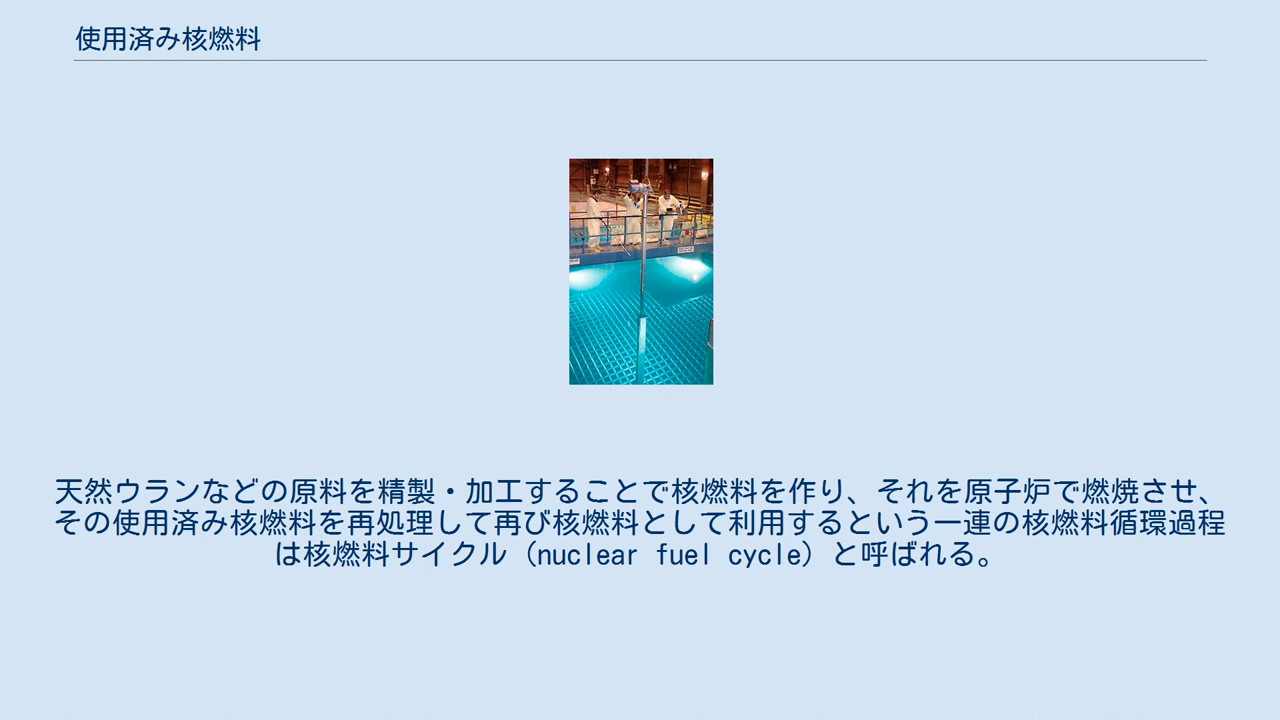 使用済み核燃料
天然ウランなどの原料を精製・加工することで核燃料を作り、それを原子炉で燃焼させ、
その使用済み核燃料を再処理して再び核燃料として利用するという一連の核燃料循環過程
は核燃料サイクル（nuclear fuel cycle）と呼ばれる。